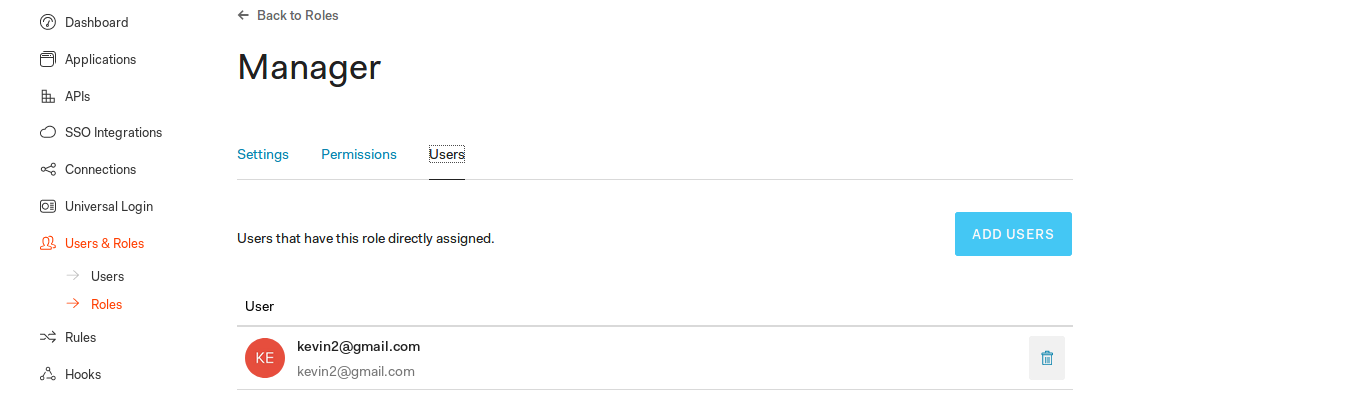 Dashboard
Applications
APIs
SSO Integrations
Connections
Universal Login
Users & Roles
Users
Roles
Rules
Hooks
Back to Roles
Manager
Settings Permissions Users
Users that have this role directly assigned.
ADD USERS
User
KE
kevin2@gmail.com
kevin2@gmail.com